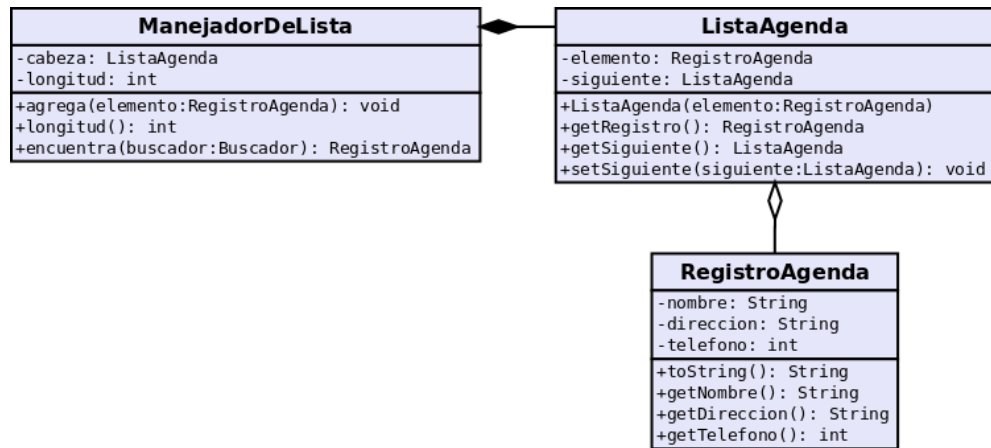 ManejadorDeLista
-cabeza: ListaAgenda
-longitud: int
+agrega(elemento:RegistroAgenda): void
+longitud(): int
+encuentra(buscador:Buscador): RegistroAgenda
ListaAgenda
-elemento: RegistroAgenda
-siguiente: ListaAgenda
+ListaAgenda(elemento:RegistroAgenda)
+getRegistro(): RegistroAgenda
+getSiguiente(): ListaAgenda
+setSiguiente(siguiente:ListaAgenda): void
RegistroAgenda
-nombre: String
-direccion: String
-telefono: int
+toString(): String
+getNombre(): String
+getDireccion(): String
+getTelefono(): int